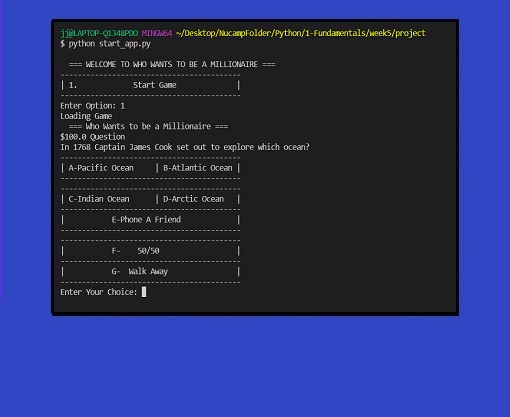 jj@LAPTOP-Q1348PDO MINGW64 ~/Desktop/NucampFolder/Python/1-Fundamentals/week5/project
$ python start_app.py
=== WELCOME TO WHO WANTS TO BE A MILLIONAIRE ===
----------------------------------------
| 1. Start Game |
----------------------------------------
Enter Option: 1
Loading Game
=== Who Wants to be a Millionaire ===
$100.0 Question
In 1768 Captain James Cook set out to explore which ocean?
----------------------------------------
| A-Pacific Ocean | B-Atlantic Ocean |
----------------------------------------
----------------------------------------
| C-Indian Ocean | D-Arctic Ocean |
----------------------------------------
| E-Phone A Friend |
----------------------------------------
----------------------------------------
| F- 50/50 |
----------------------------------------
| G- Walk Away |
----------------------------------------
Enter Your Choice: